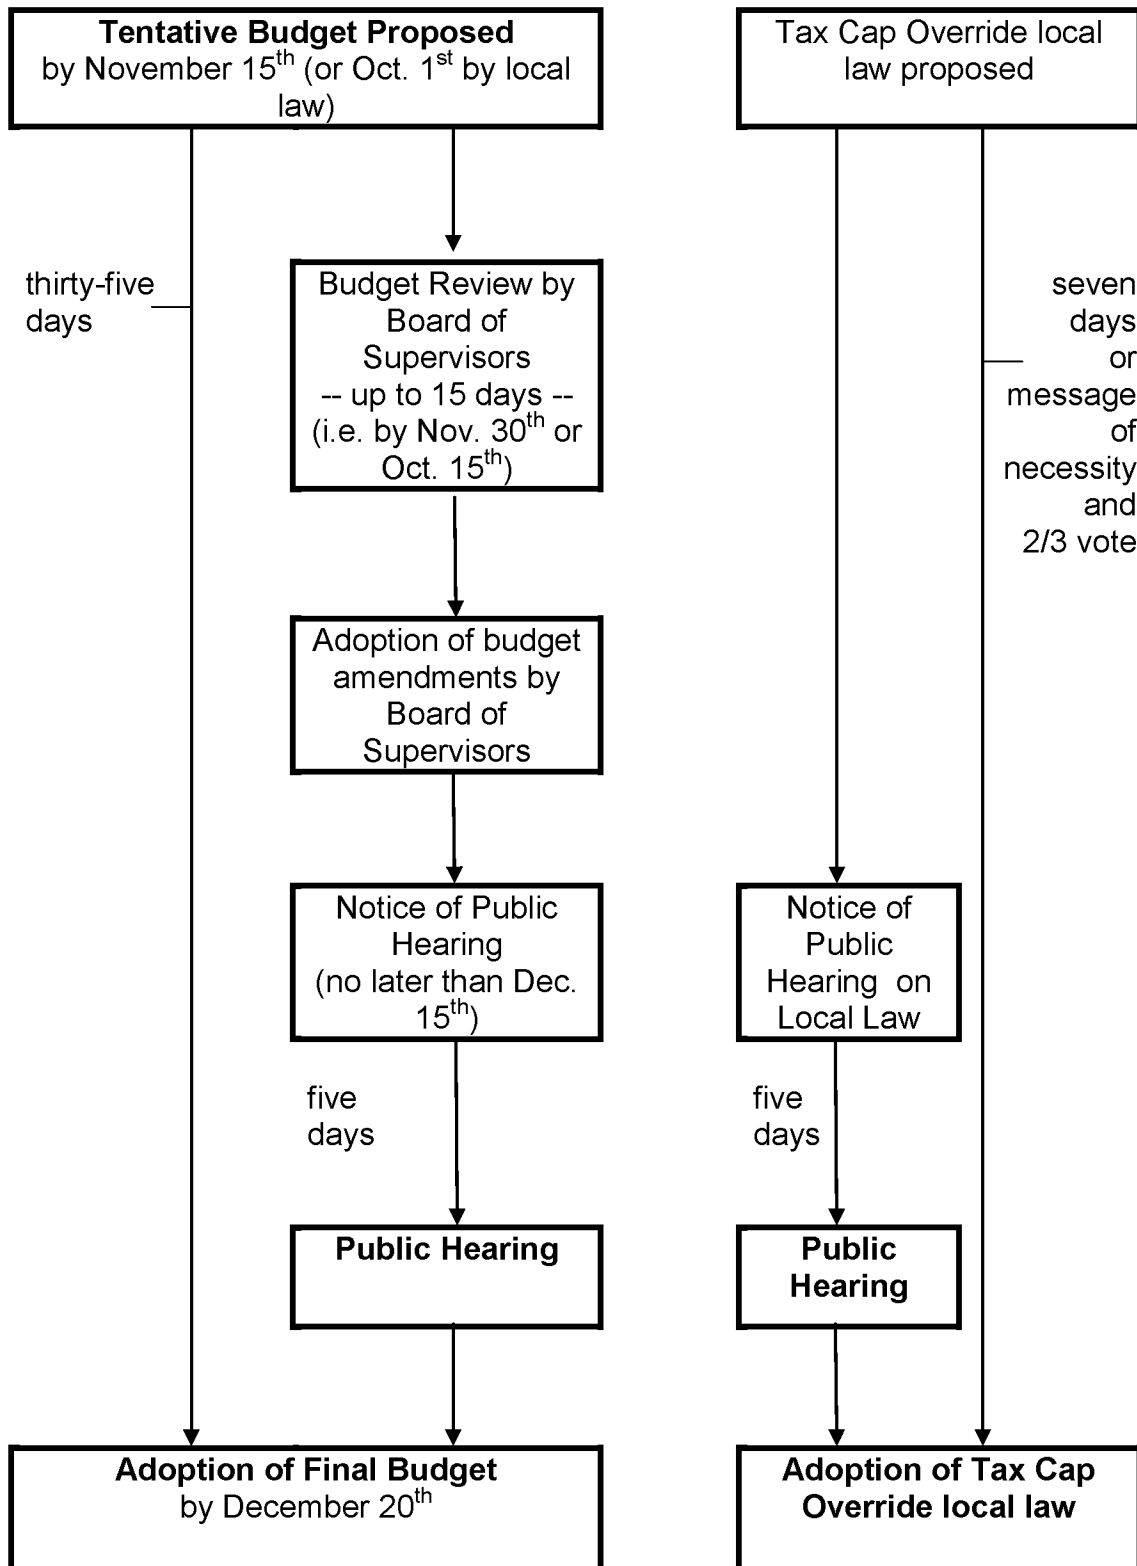 Tentative Budget Proposed
by November 15th (or Oct. 1st by local
law)
Tax Cap Override local
law proposed
thirty-five
days
Budget Review by
Board of
Supervisors
-- up to 15 days --
(i.e. by Nov. 30th or
Oct. 15th)
seven
days
or
message
of
necessity
and
2/3 vote
Adoption of budget
amendments by
Board of
Supervisors
Notice of Public
Hearing
(no later than Dec.
15th)
Notice of
Public
Hearing on
Local Law
five
days
five
days
Public Hearing
Public
Hearing
Adoption of Final Budget
by December 20th
Adoption of Tax Cap
Override local law